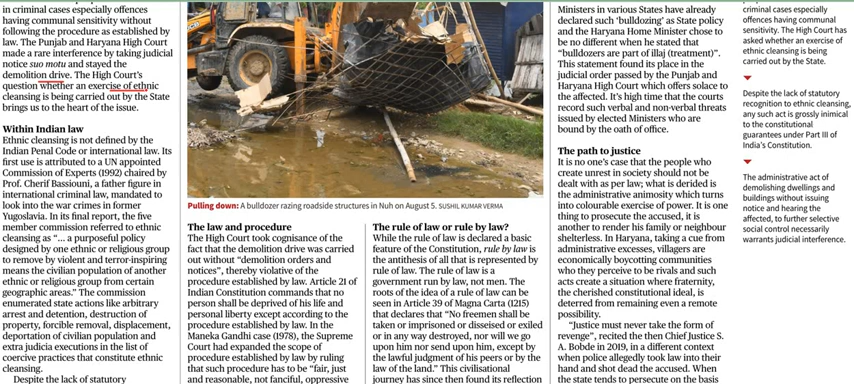 in criminal cases especially offences
having communal sensitivity without
following the procedure as established by
law. The Punjab and Haryana High Court
made a rare interference by taking judicial
notice suo motu and stayed the
demolition drive. The High Court's
question whether an exercise of ethnic
cleansing is being carried out by the State
brings us to the heart of the issue.
Within Indian law
Ethnic cleansing is not defined by the
Indian Penal Code or international law. Its
first use is attributed to a UN appointed
Commission of Experts (1992) chaired by
Prof. Cherif Bassiouni, a father figure in
international criminal law, mandated to
look into the war crimes in former
Yugoslavia. In its final report, the five
member commission referred to ethnic
cleansing as "... a purposeful policy
designed by one ethnic or religious group
to remove by violent and terror-inspiring
means the civilian population of another
ethnic or religious group from certain
geographic areas." The commission
enumerated state actions like arbitrary
arrest and detention, destruction of
property, forcible removal, displacement,
deportation of civilian population and
extra judicia executions in the list of
coercive practices that constitute ethnic
cleansing.
Despite the lack of statutory
Pulling down: A bulldozer razing roadside structures in Nuh on August 5. SUSHIL KUMAR VERMA
The law and procedure
The High Court took cognisance of the
fact that the demolition drive was carried
out without "demolition orders and
notices", thereby violative of the
procedure established by law. Article 21 of
Indian Constitution commands that no
person shall be deprived of his life and
personal liberty except according to the
procedure established by law. In the
Maneka Gandhi case (1978), the Supreme
Court had expanded the scope of
procedure established by law by ruling
that such procedure has to be "fair, just
and reasonable, not fanciful, oppressive
The rule of law or rule by law?
While the rule of law is declared a basic
feature of the Constitution, rule by law is
the antithesis of all that is represented by
rule of law. The rule of law is a
government run by law, not men. The
roots of the idea of a rule of law can be
seen in Article 39 of Magna Carta (1215)
that declares that "No freemen shall be
taken or imprisoned or disseised or exiled
or in any way destroyed, nor will we go
upon him nor send upon him, except by
the lawful judgment of his peers or by the
law of the land." This civilisational
journey has since then found its reflection
Ministers in various States have already
declared such 'bulldozing' as State policy
and the Haryana Home Minister chose to
be no different when he stated that
"bulldozers are part of illaj (treatment)".
This statement found its place in the
judicial order passed by the Punjab and
Haryana High Court which offers solace to
the affected. It's high time that the courts
record such verbal and non-verbal threats
issued by elected Ministers who are
bound by the oath of office.
The path to justice
It is no one's case that the people who
create unrest in society should not be
dealt with as per law; what is derided is
the administrative animosity which turns
into colourable exercise of power. It is one
thing to prosecute the accused, it is
another to render his family or neighbour
shelterless. In Haryana, taking a cue from
administrative excesses, villagers are
economically boycotting communities
who they perceive to be rivals and such
acts create a situation where fraternity,
the cherished constitutional ideal, is
deterred from remaining even a remote
possibility.
"Justice must never take the form of
revenge", recited the then Chief Justice S.
A. Bobde in 2019, in a different context
when police allegedly took law into their
hand and shot dead the accused. When
the state tends to persecute on the basis
criminal cases especially
offences having communal
sensitivity. The High Court has
asked whether an exercise of
ethnic cleansing is being
carried out by the State.
Despite the lack of statutory
recognition to ethnic cleansing,
any such act is grossly inimical
to the constitutional
guarantees under Part III of
India's Constitution.
The administrative act of
demolishing dwellings and
buildings without issuing
notice and hearing the
affected, to further selective
social control necessarily
warrants judicial interference.